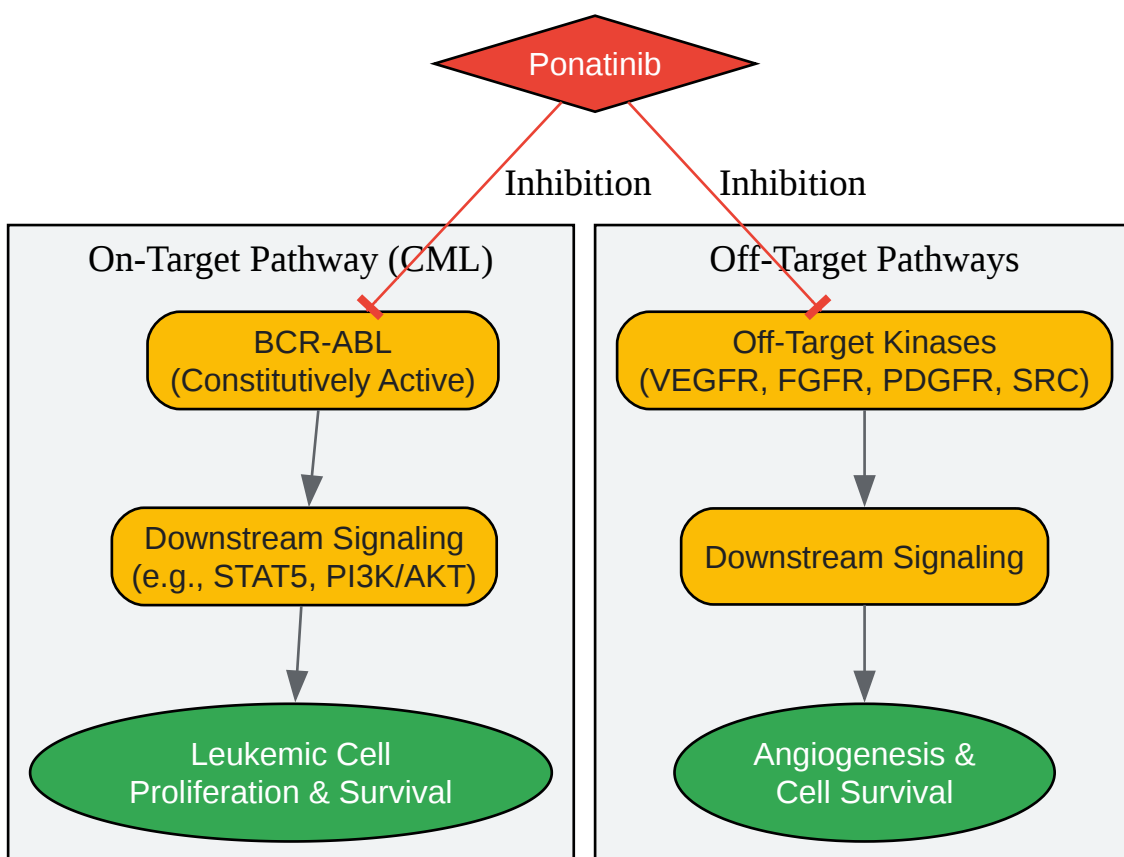 Ponatinib
Inhibition
Inhibition
On-Target Pathway (CML)
BCR-ABL
(Constitutively Active)
Downstream Signaling
(e.g., STAT5, PI3K/AKT)
Leukemic Cell
Proliferation & Survival
Off-Target Pathways
Off-Target Kinases
(VEGFR, FGFR, PDGFR, SRC)
Downstream Signaling
Angiogenesis &
Cell Survival